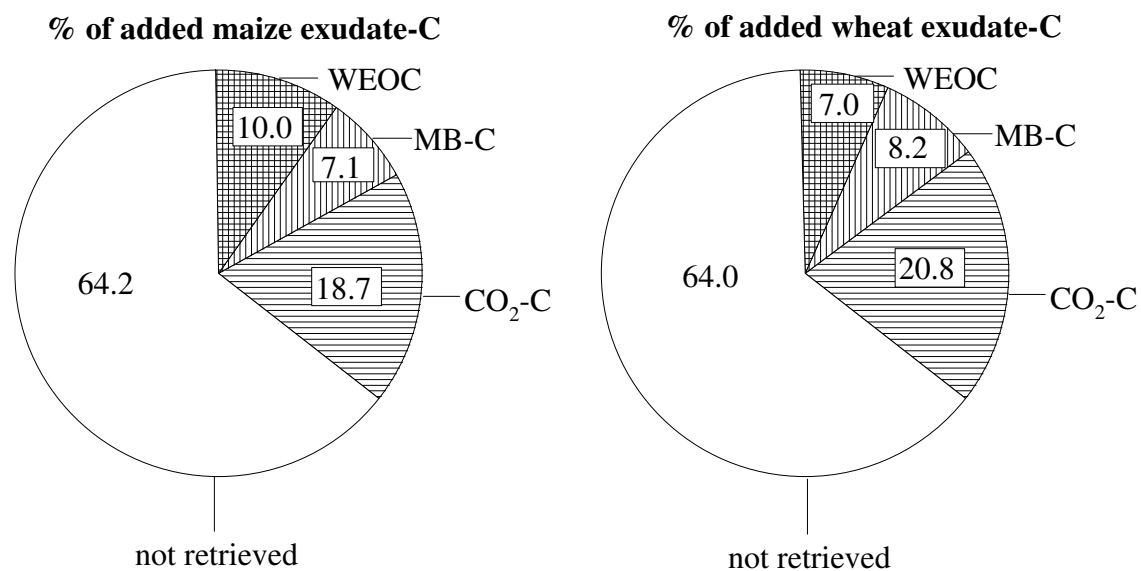 % of added maize exudate-C
WEOC
10.0
MB-C
7.1
64.2
18.7
CO₂-C
not retrieved
% of added wheat exudate-C
WEOC
7.0
MB-C
8.2
64.0
20.8
CO₂-C
not retrieved